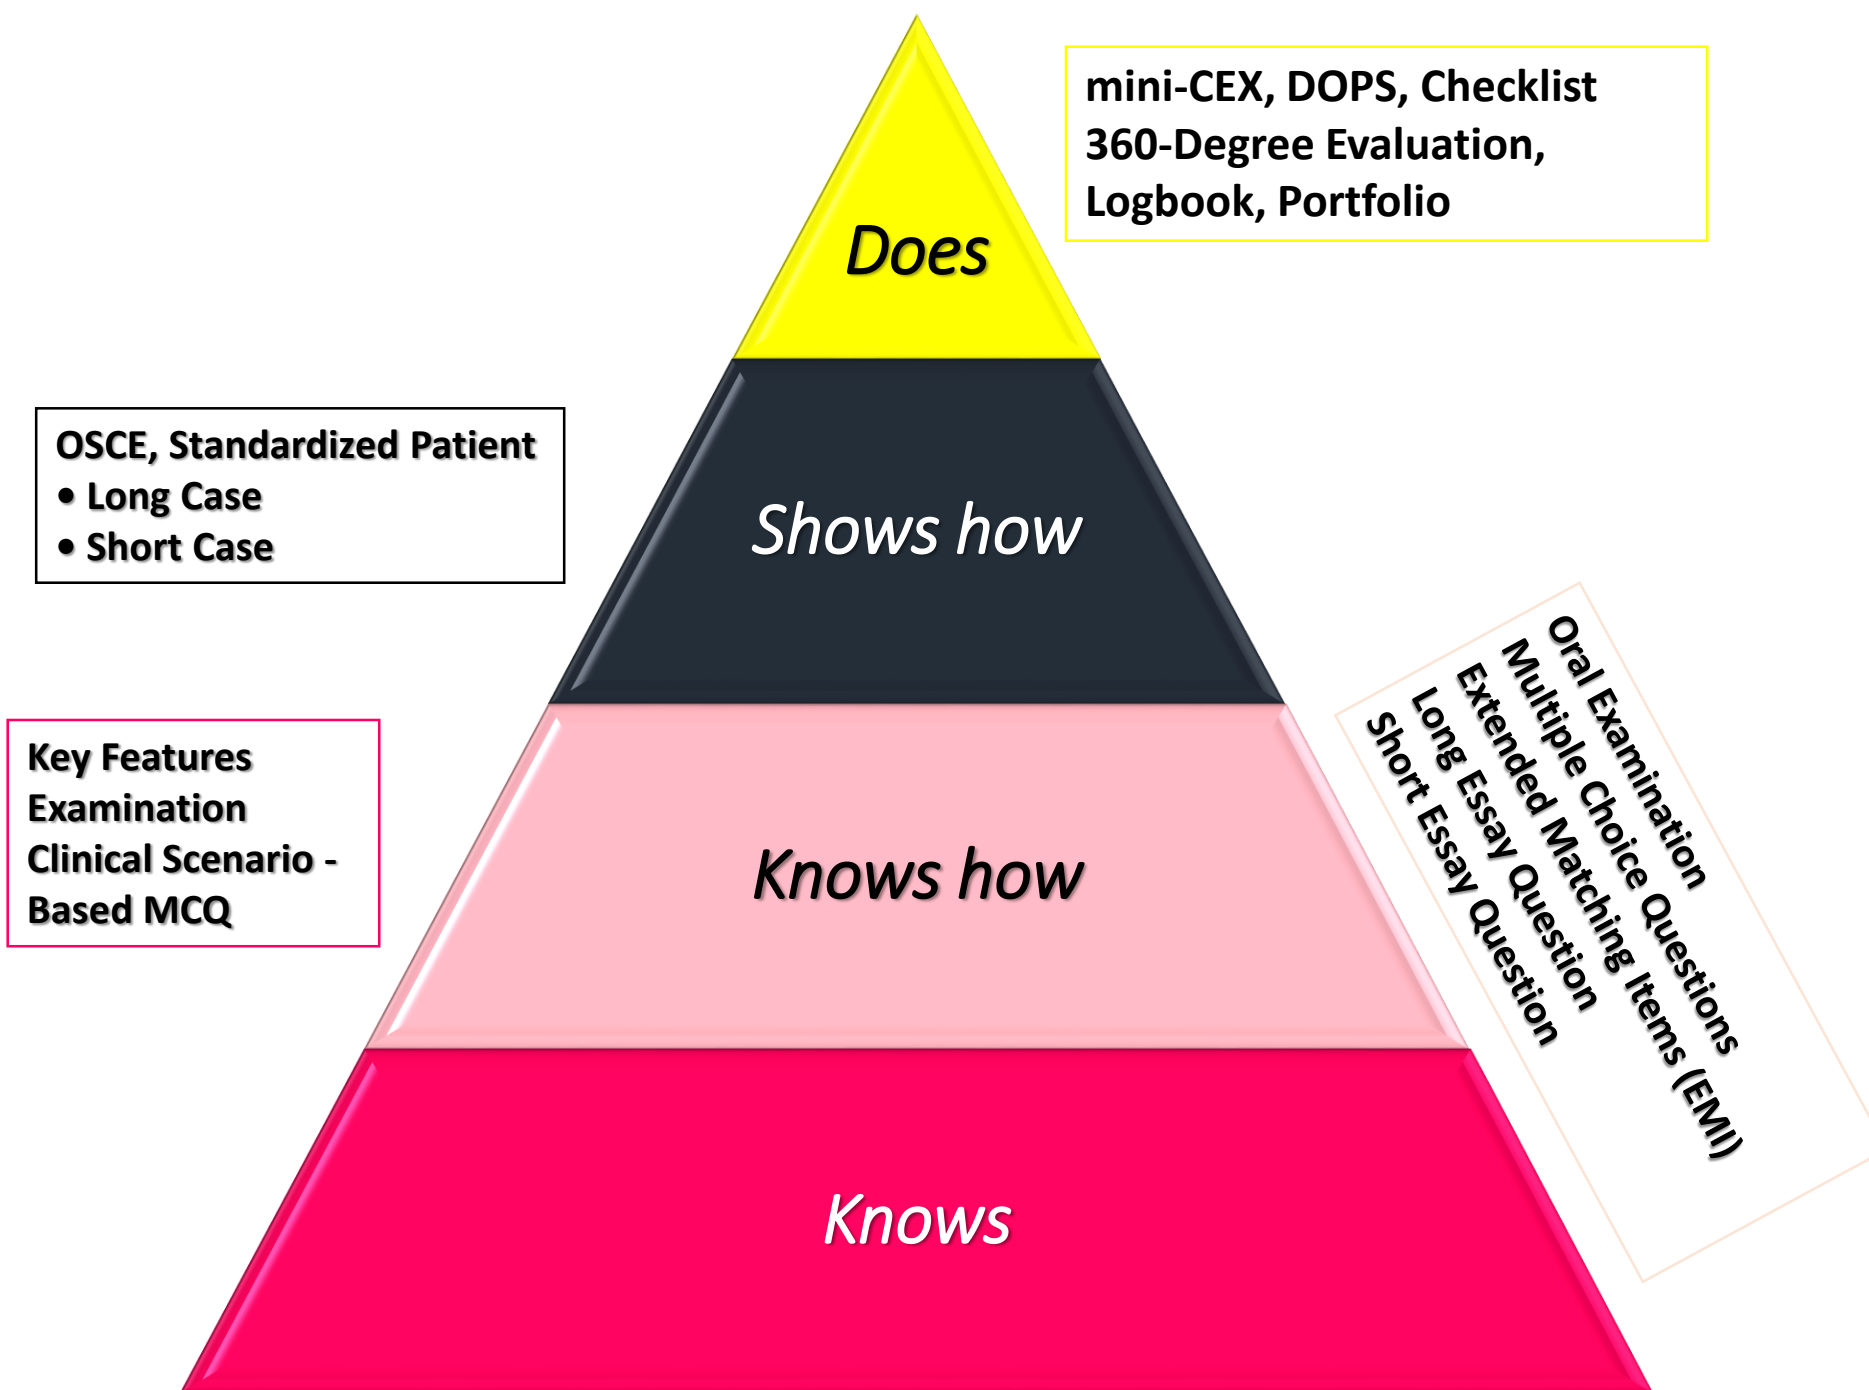 mini-CEX, DOPS, Checklist
360-Degree Evaluation,
Logbook, Portfolio
Does
OSCE, Standardized Patient
• Long Case
• Short Case
Shows how
Key Features
Examination
Clinical Scenario -
Based MCQ
Knows how
Oral Examination
Multiple Choice Questions
Extended Matching Items (EMI)
Long Essay Question
Short Essay Question
Knows